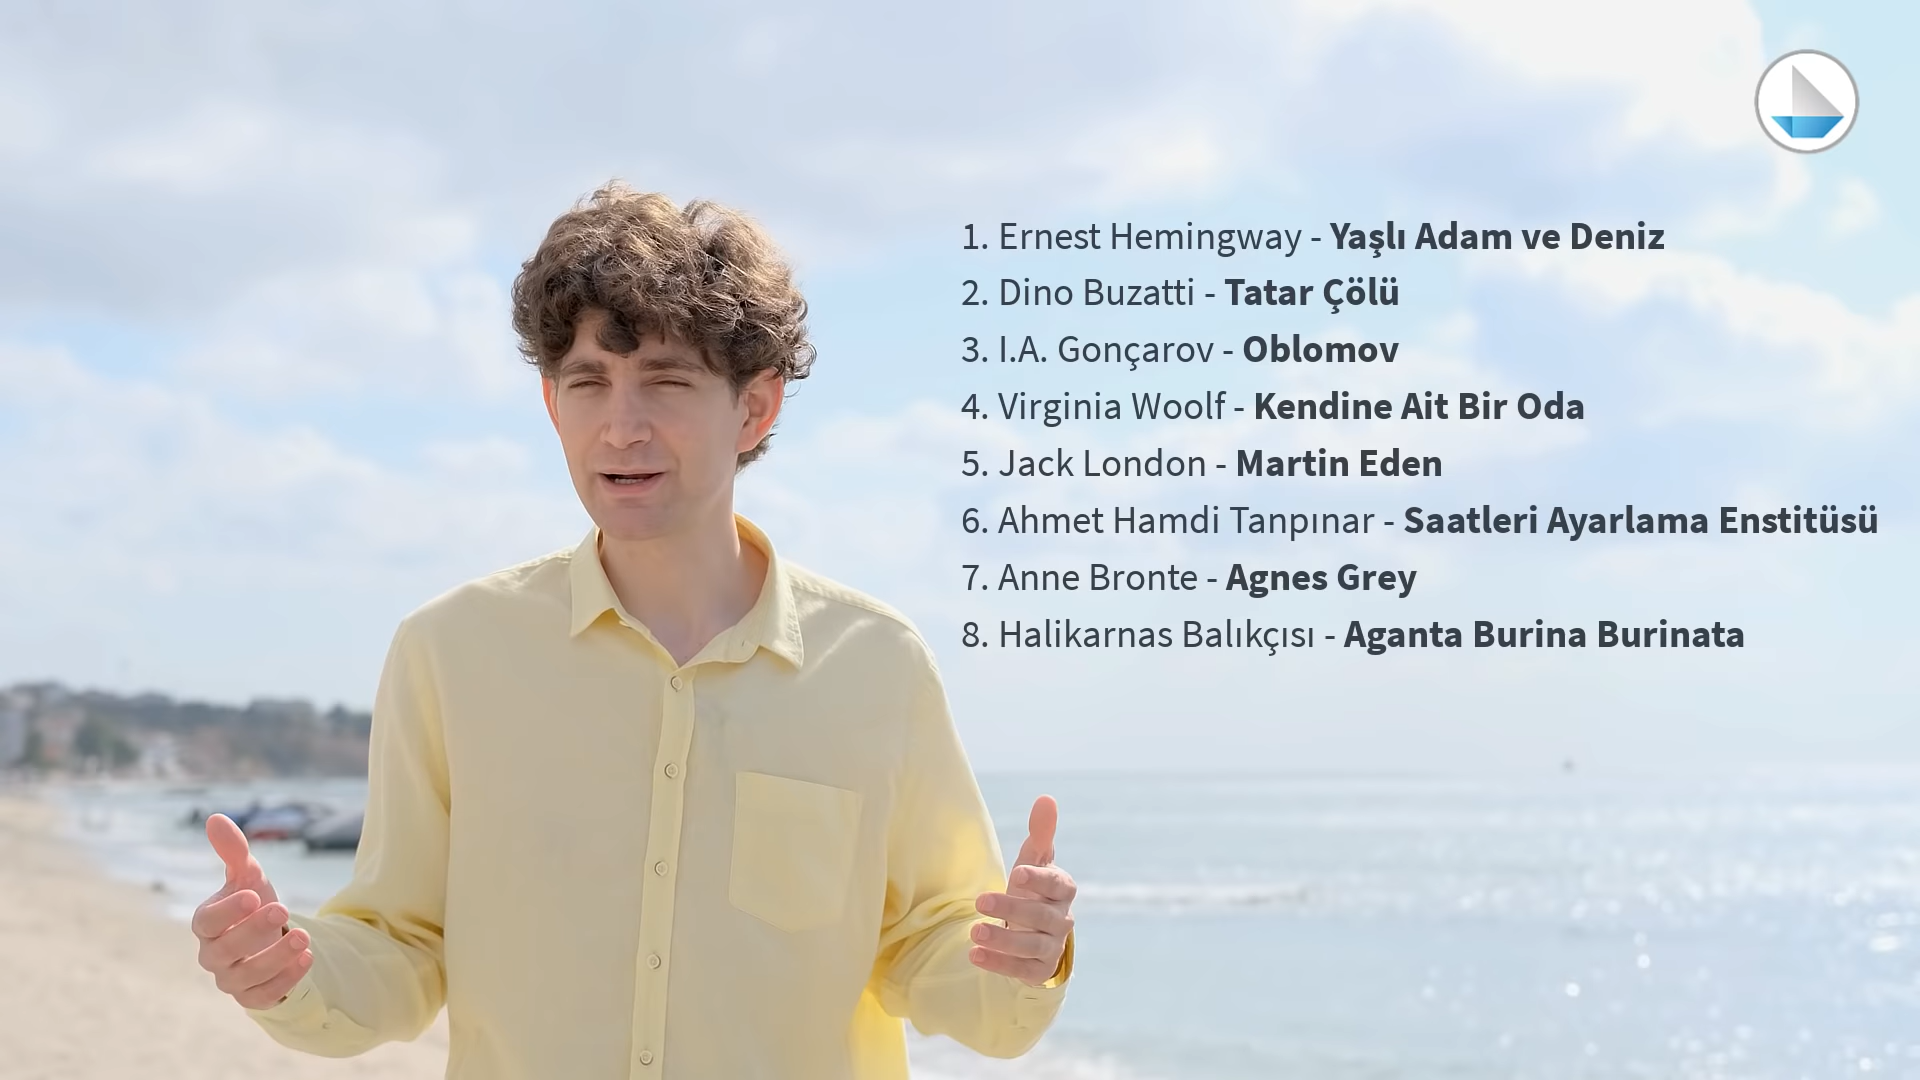 1. Ernest Hemingway - Yaşlı Adam ve Deniz
2. Dino Buzatti - Tatar Çölü
3. I.A. Gonçarov - Oblomov
4. Virginia Woolf - Kendine Ait Bir Oda
5. Jack London - Martin Eden
6. Ahmet Hamdi Tanpınar - Saatleri Ayarlama Enstitüsü
7. Anne Bronte - Agnes Grey
8. Halikarnas Balıkçısı - Aganta Burina Burinata